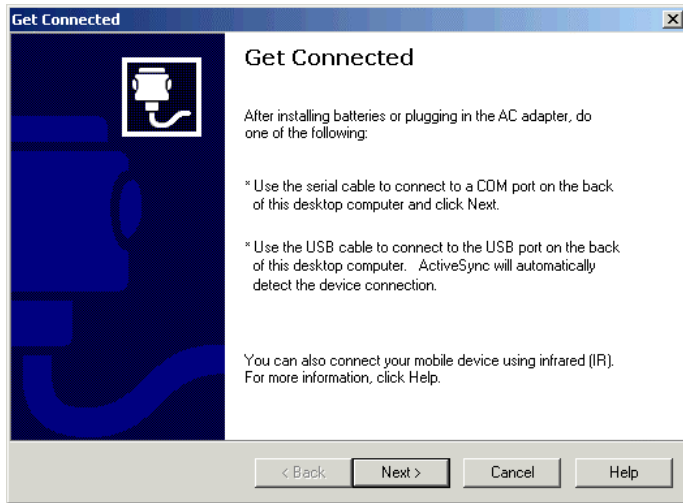 Get Connected
Get Connected
After installing batteries or plugging in the AC adapter, do
one of the following:
* Use the serial cable to connect to a COM port on the back
of this desktop computer and click Next.
* Use the USB cable to connect to the USB port on the back
of this desktop computer. ActiveSync will automatically
detect the device connection.
You can also connect your mobile device using infrared (IR).
For more information, click Help.
< Back Next > Cancel Help